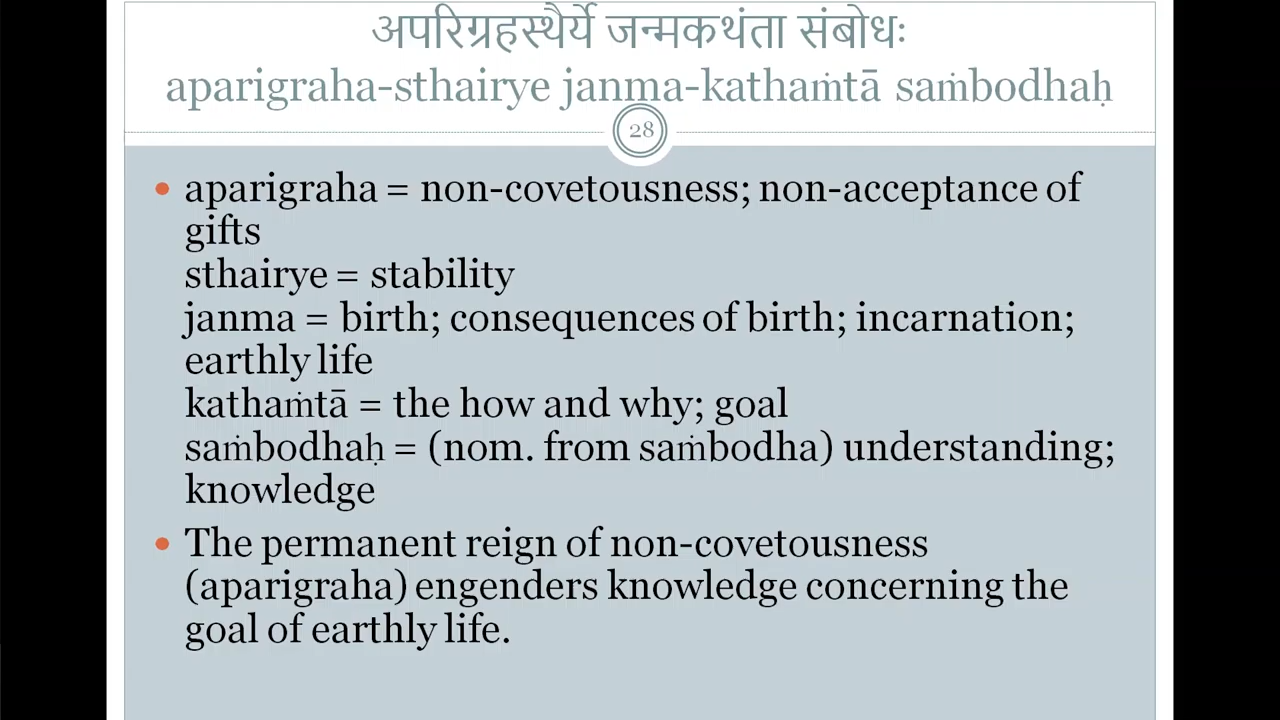 अपरिग्रहस्थैर्ये जन्मकथंता संबोधः
aparigraha-sthairye janma-kathaṁtā saṁbodhaḥ
28
• aparigraha = non-covetousness; non-acceptance of
gifts
sthairye = stability
janma = birth; consequences of birth; incarnation;
earthly life
kathaṁtā = the how and why; goal
saṁbodhaḥ = (nom. from saṁbodha) understanding;
knowledge
• The permanent reign of non-covetousness
(aparigraha) engenders knowledge concerning the
goal of earthly life.